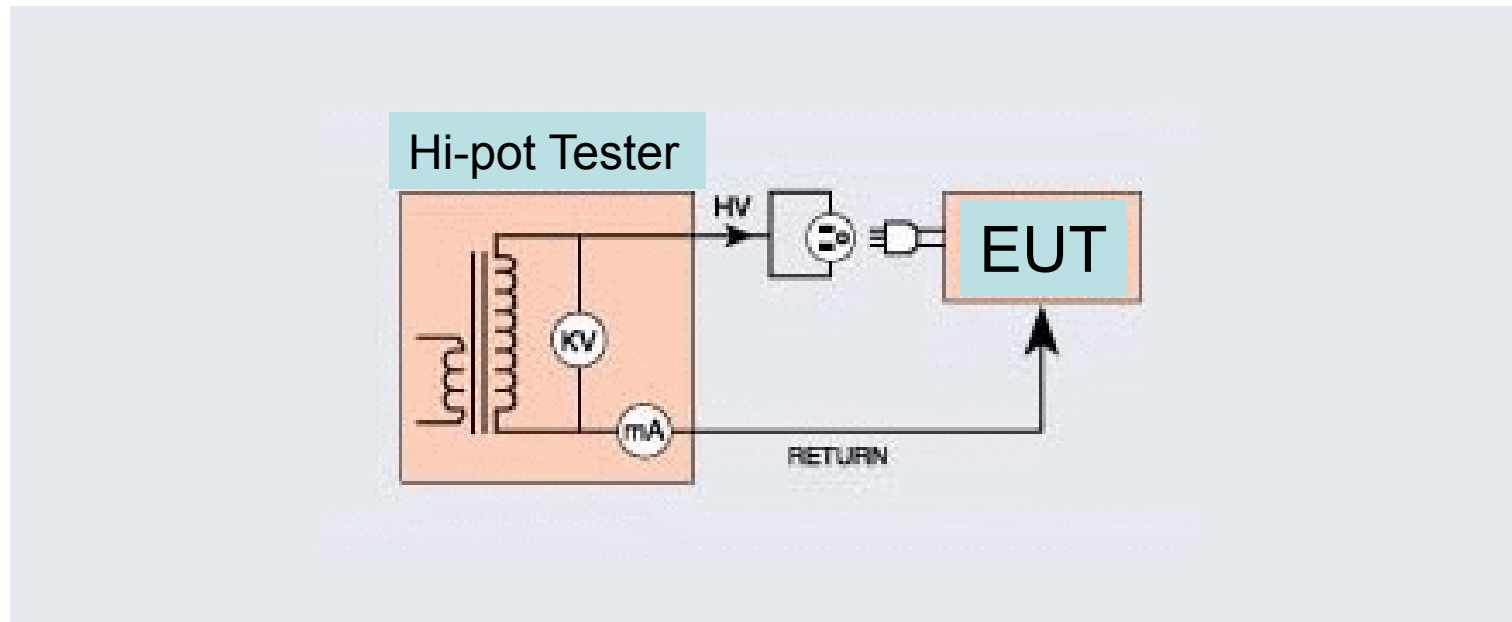 Hi-pot Tester
HV
EUT
KV
mA
RETURN